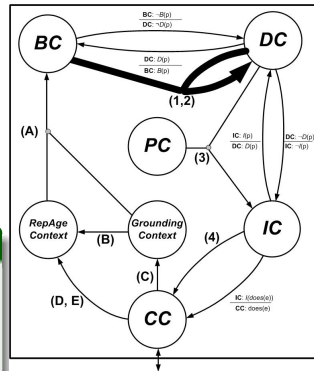 BC: ¬B(p)
DC: ¬D(p)
BC
DC
DC: D(p)
BC: B(p)
(1,2)
(A)
PC
(3)
IC: I(p)
DC: D(p)
DC: ¬D(p)
IC: ¬I(p)
RepAge
Context
(B)
Grounding
Context
(4)
IC
(C)
(D, E)
CC
IC: I(does(e))
CC: does(e)